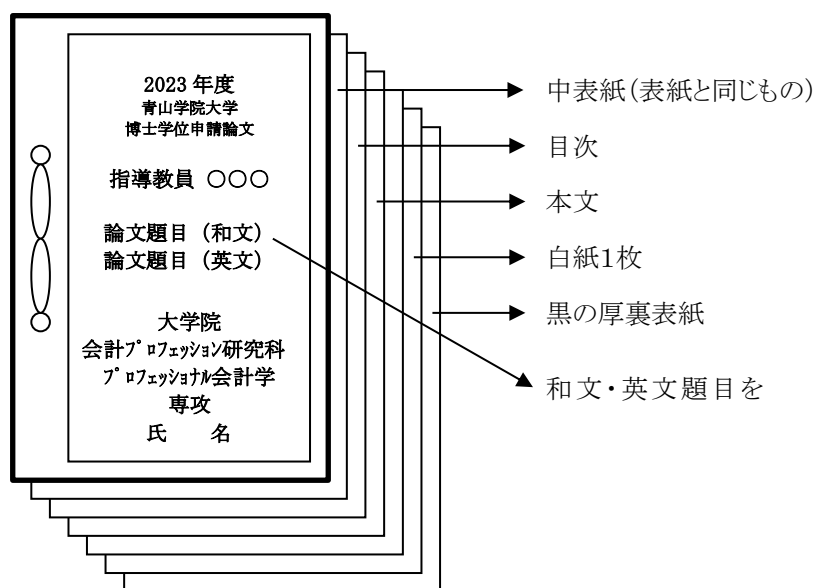 2023 年度
青山学院大学
博士学位申請論文
指導教員 ○○○
論文題目 (和文)
論文題目 (英文)
大学院
会計ﾌﾟﾛﾌｪｯｼｮﾝ研究科
ﾌﾟﾛﾌｪｯｼｮﾅﾙ会計学
専攻
氏 名
中表紙(表紙と同じもの)
目次
本文
白紙1枚
黒の厚裏表紙
和文・英文題目を